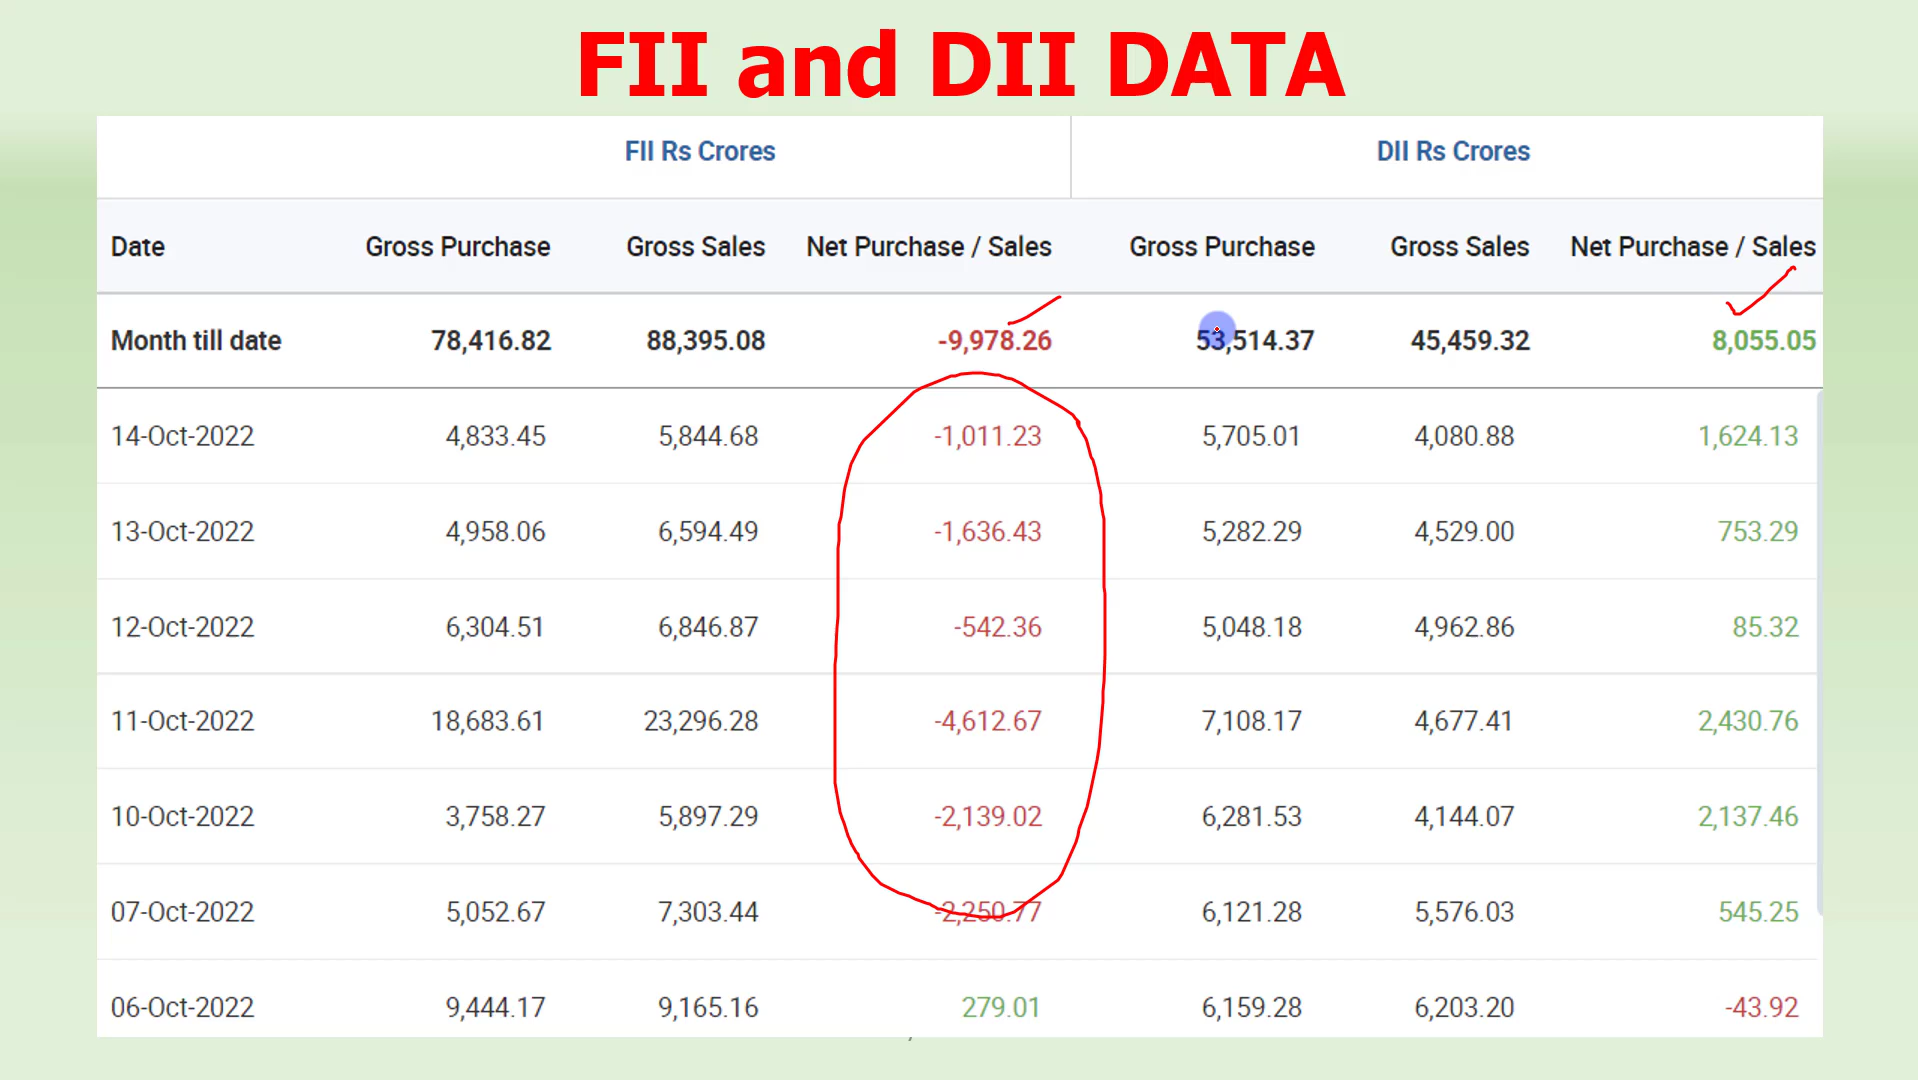 FII and DII DATA
FII Rs Crores DII Rs Crores
Date Gross Purchase Gross Sales Net Purchase / Sales Gross Purchase Gross Sales Net Purchase / Sales
Month till date 78,416.82 88,395.08 -9,978.26 53,514.37 45,459.32 8,055.05
14-Oct-2022 4,833.45 5,844.68 -1,011.23 5,705.01 4,080.88 1,624.13
13-Oct-2022 4,958.06 6,594.49 -1,636.43 5,282.29 4,529.00 753.29
12-Oct-2022 6,304.51 6,846.87 -542.36 5,048.18 4,962.86 85.32
11-Oct-2022 18,683.61 23,296.28 -4,612.67 7,108.17 4,677.41 2,430.76
10-Oct-2022 3,758.27 5,897.29 -2,139.02 6,281.53 4,144.07 2,137.46
07-Oct-2022 5,052.67 7,303.44 -2,250.77 6,121.28 5,576.03 545.25
06-Oct-2022 9,444.17 9,165.16 279.01 6,159.28 6,203.20 -43.92